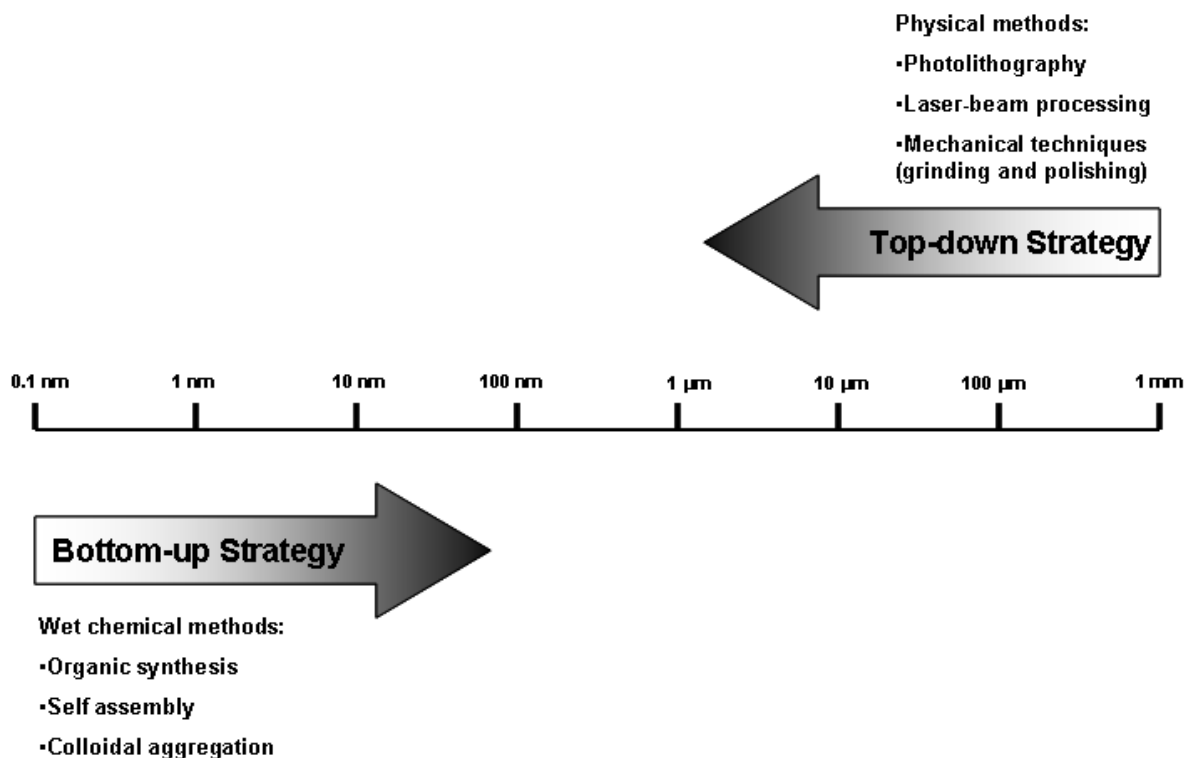 Physical methods:
▪Photolithography
▪Laser-beam processing
▪Mechanical techniques
(grinding and polishing)
Top-down Strategy
0.1 nm 1 nm 10 nm 100 nm 1 µm 10 µm 100 µm 1 mm
Bottom-up Strategy
Wet chemical methods:
▪Organic synthesis
▪Self assembly
▪Colloidal aggregation